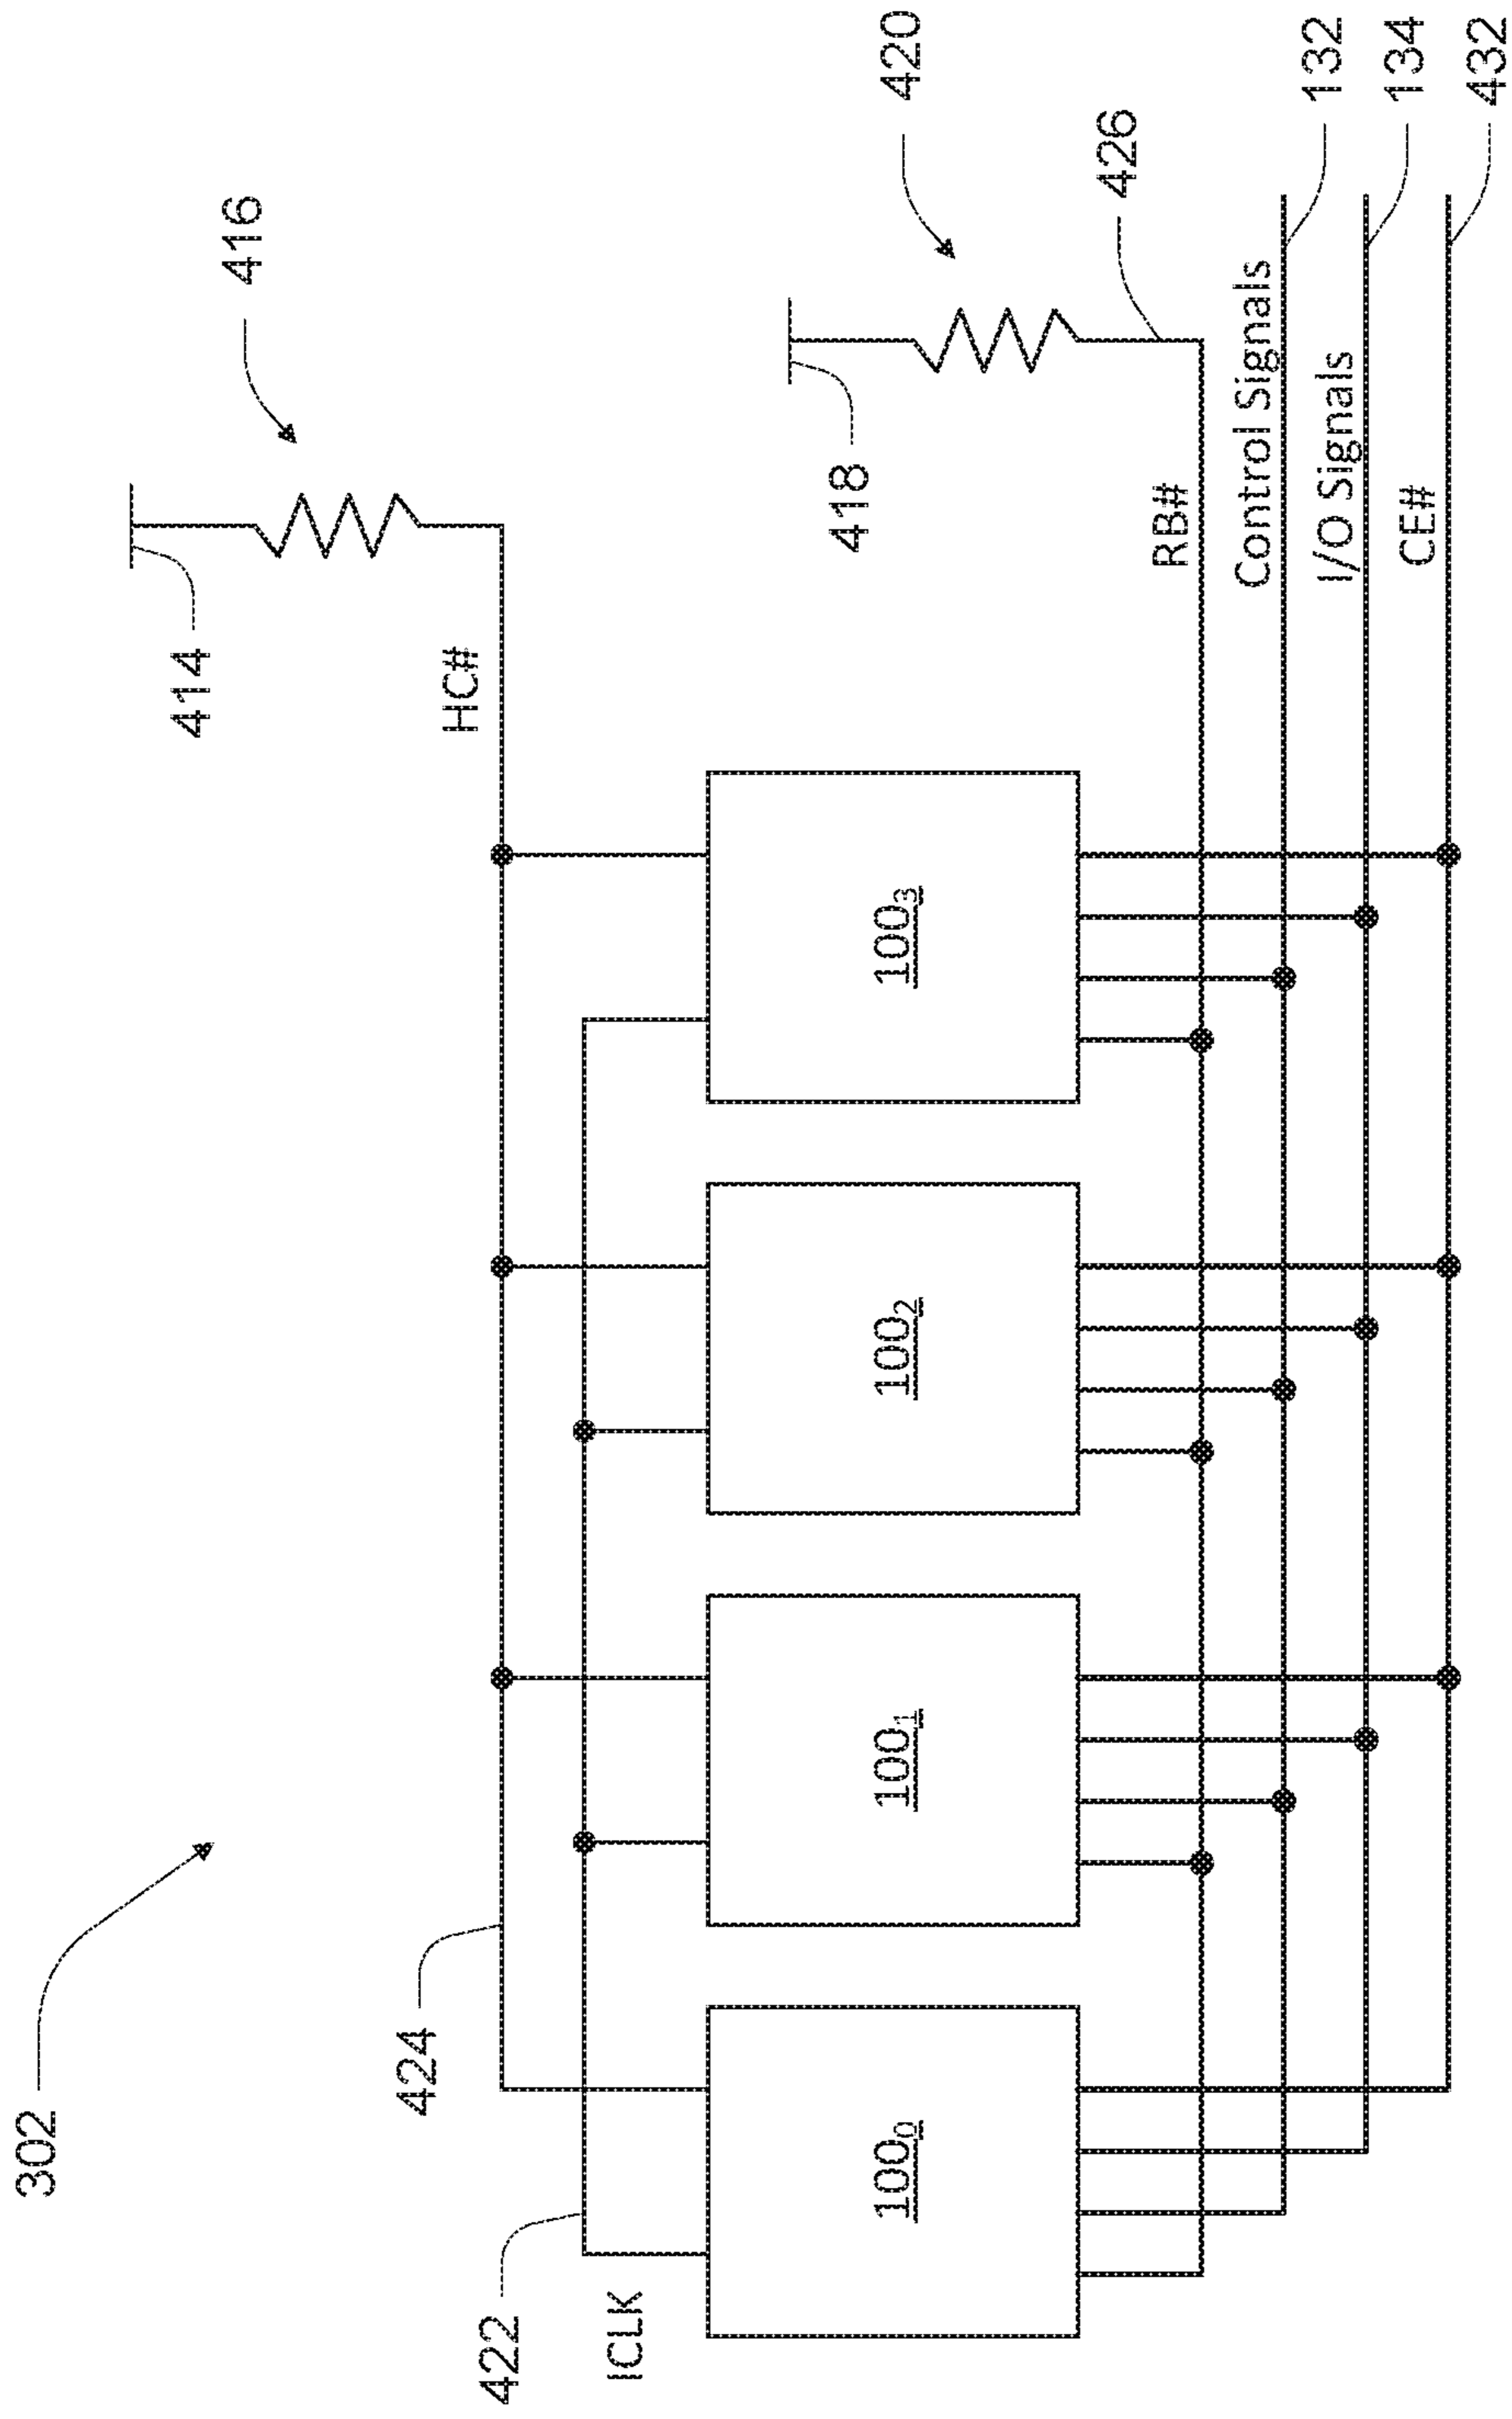 302
424
422
ICLK
HC#
414
416
418
420
426
RB#
Control Signals
I/O Signals
CE#
132
134
432
100₀
100₁
100₂
100₃